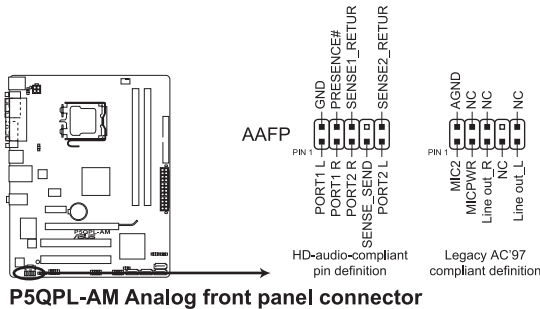 GND
PRESENCE#
SENSE1_RETUR
SENSE2_RETUR
AAFP
PIN 1
PORT1 L
PORT1 R
PORT2 R
SENSE_SEND
PORT2 L
HD-audio-compliant
pin definition
AGND
NC
NC
NC
PIN 1
MIC2
MICPWR
Line out_R
NC
Line out_L
Legacy AC'97
compliant definition
P5QPL-AM
ASUS
P5QPL-AM Analog front panel connector